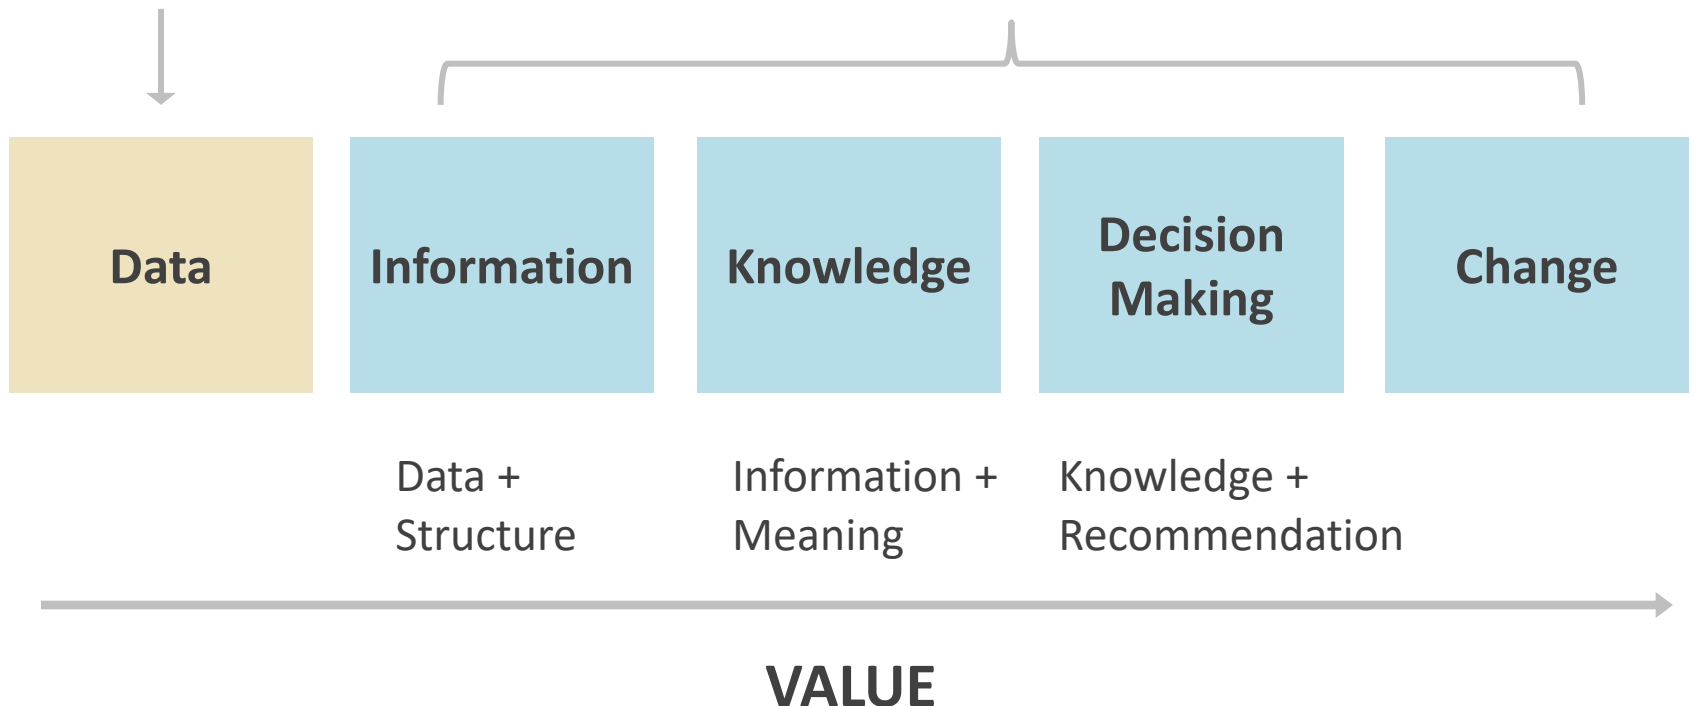 Data
Information
Knowledge
Decision
Making
Change
Data +
Structure
Information +
Meaning
Knowledge +
Recommendation
VALUE